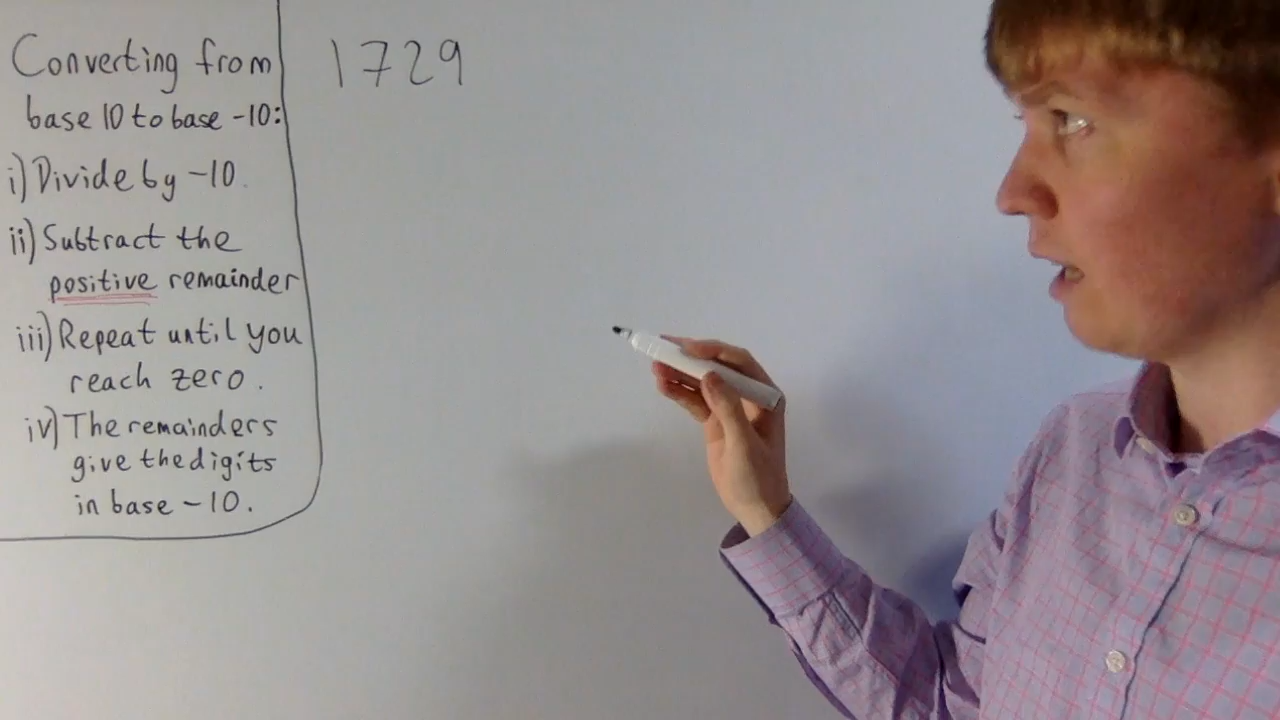 Converting from
base 10 to base -10:
i) Divide by -10.
ii) Subtract the
positive remainder
iii) Repeat until you
reach zero.
iv) The remainders
give the digits
in base -10.
1729